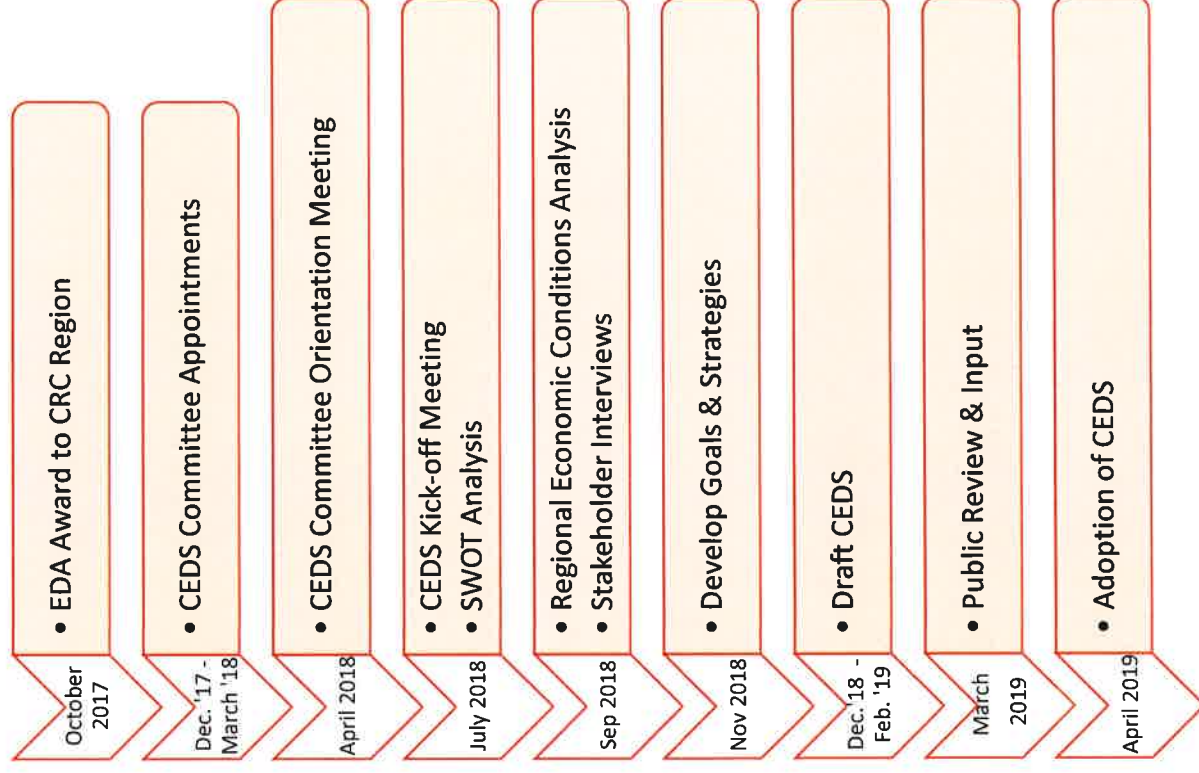 October
2017
• EDA Award to CRC Region
Dec. '17 -
March '18
• CEDS Committee Appointments
April 2018
• CEDS Committee Orientation Meeting
July 2018
• CEDS Kick-off Meeting
• SWOT Analysis
Sep 2018
• Regional Economic Conditions Analysis
• Stakeholder Interviews
Nov 2018
• Develop Goals & Strategies
Dec.'18 -
Feb. '19
• Draft CEDS
March
2019
• Public Review & Input
April 2019
• Adoption of CEDS